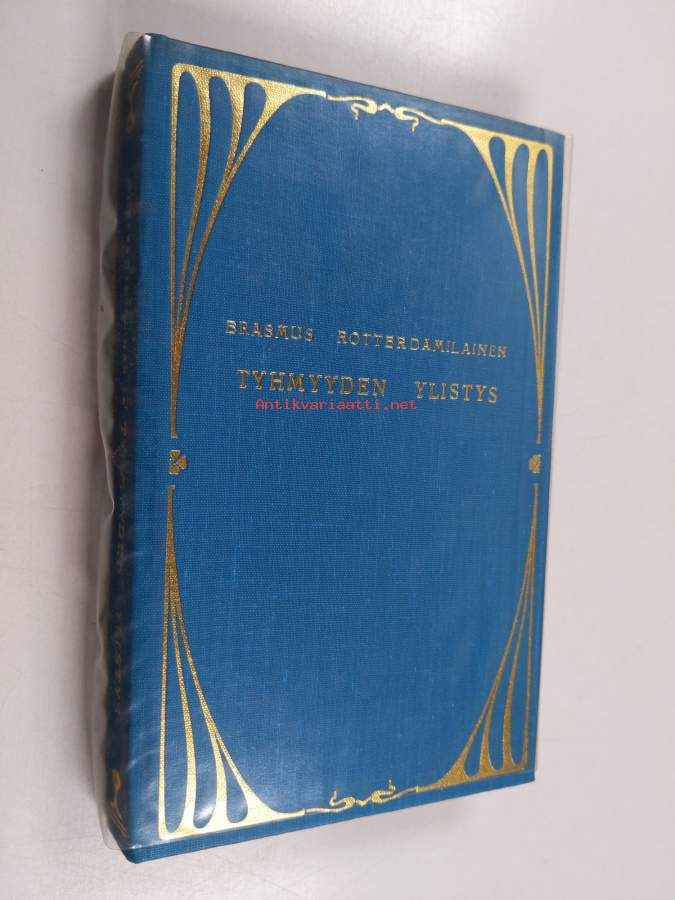 ERASMUS ROTTERDAMILAINEN
TYHMYYDEN YLISTYS
Antikvariaatti.net